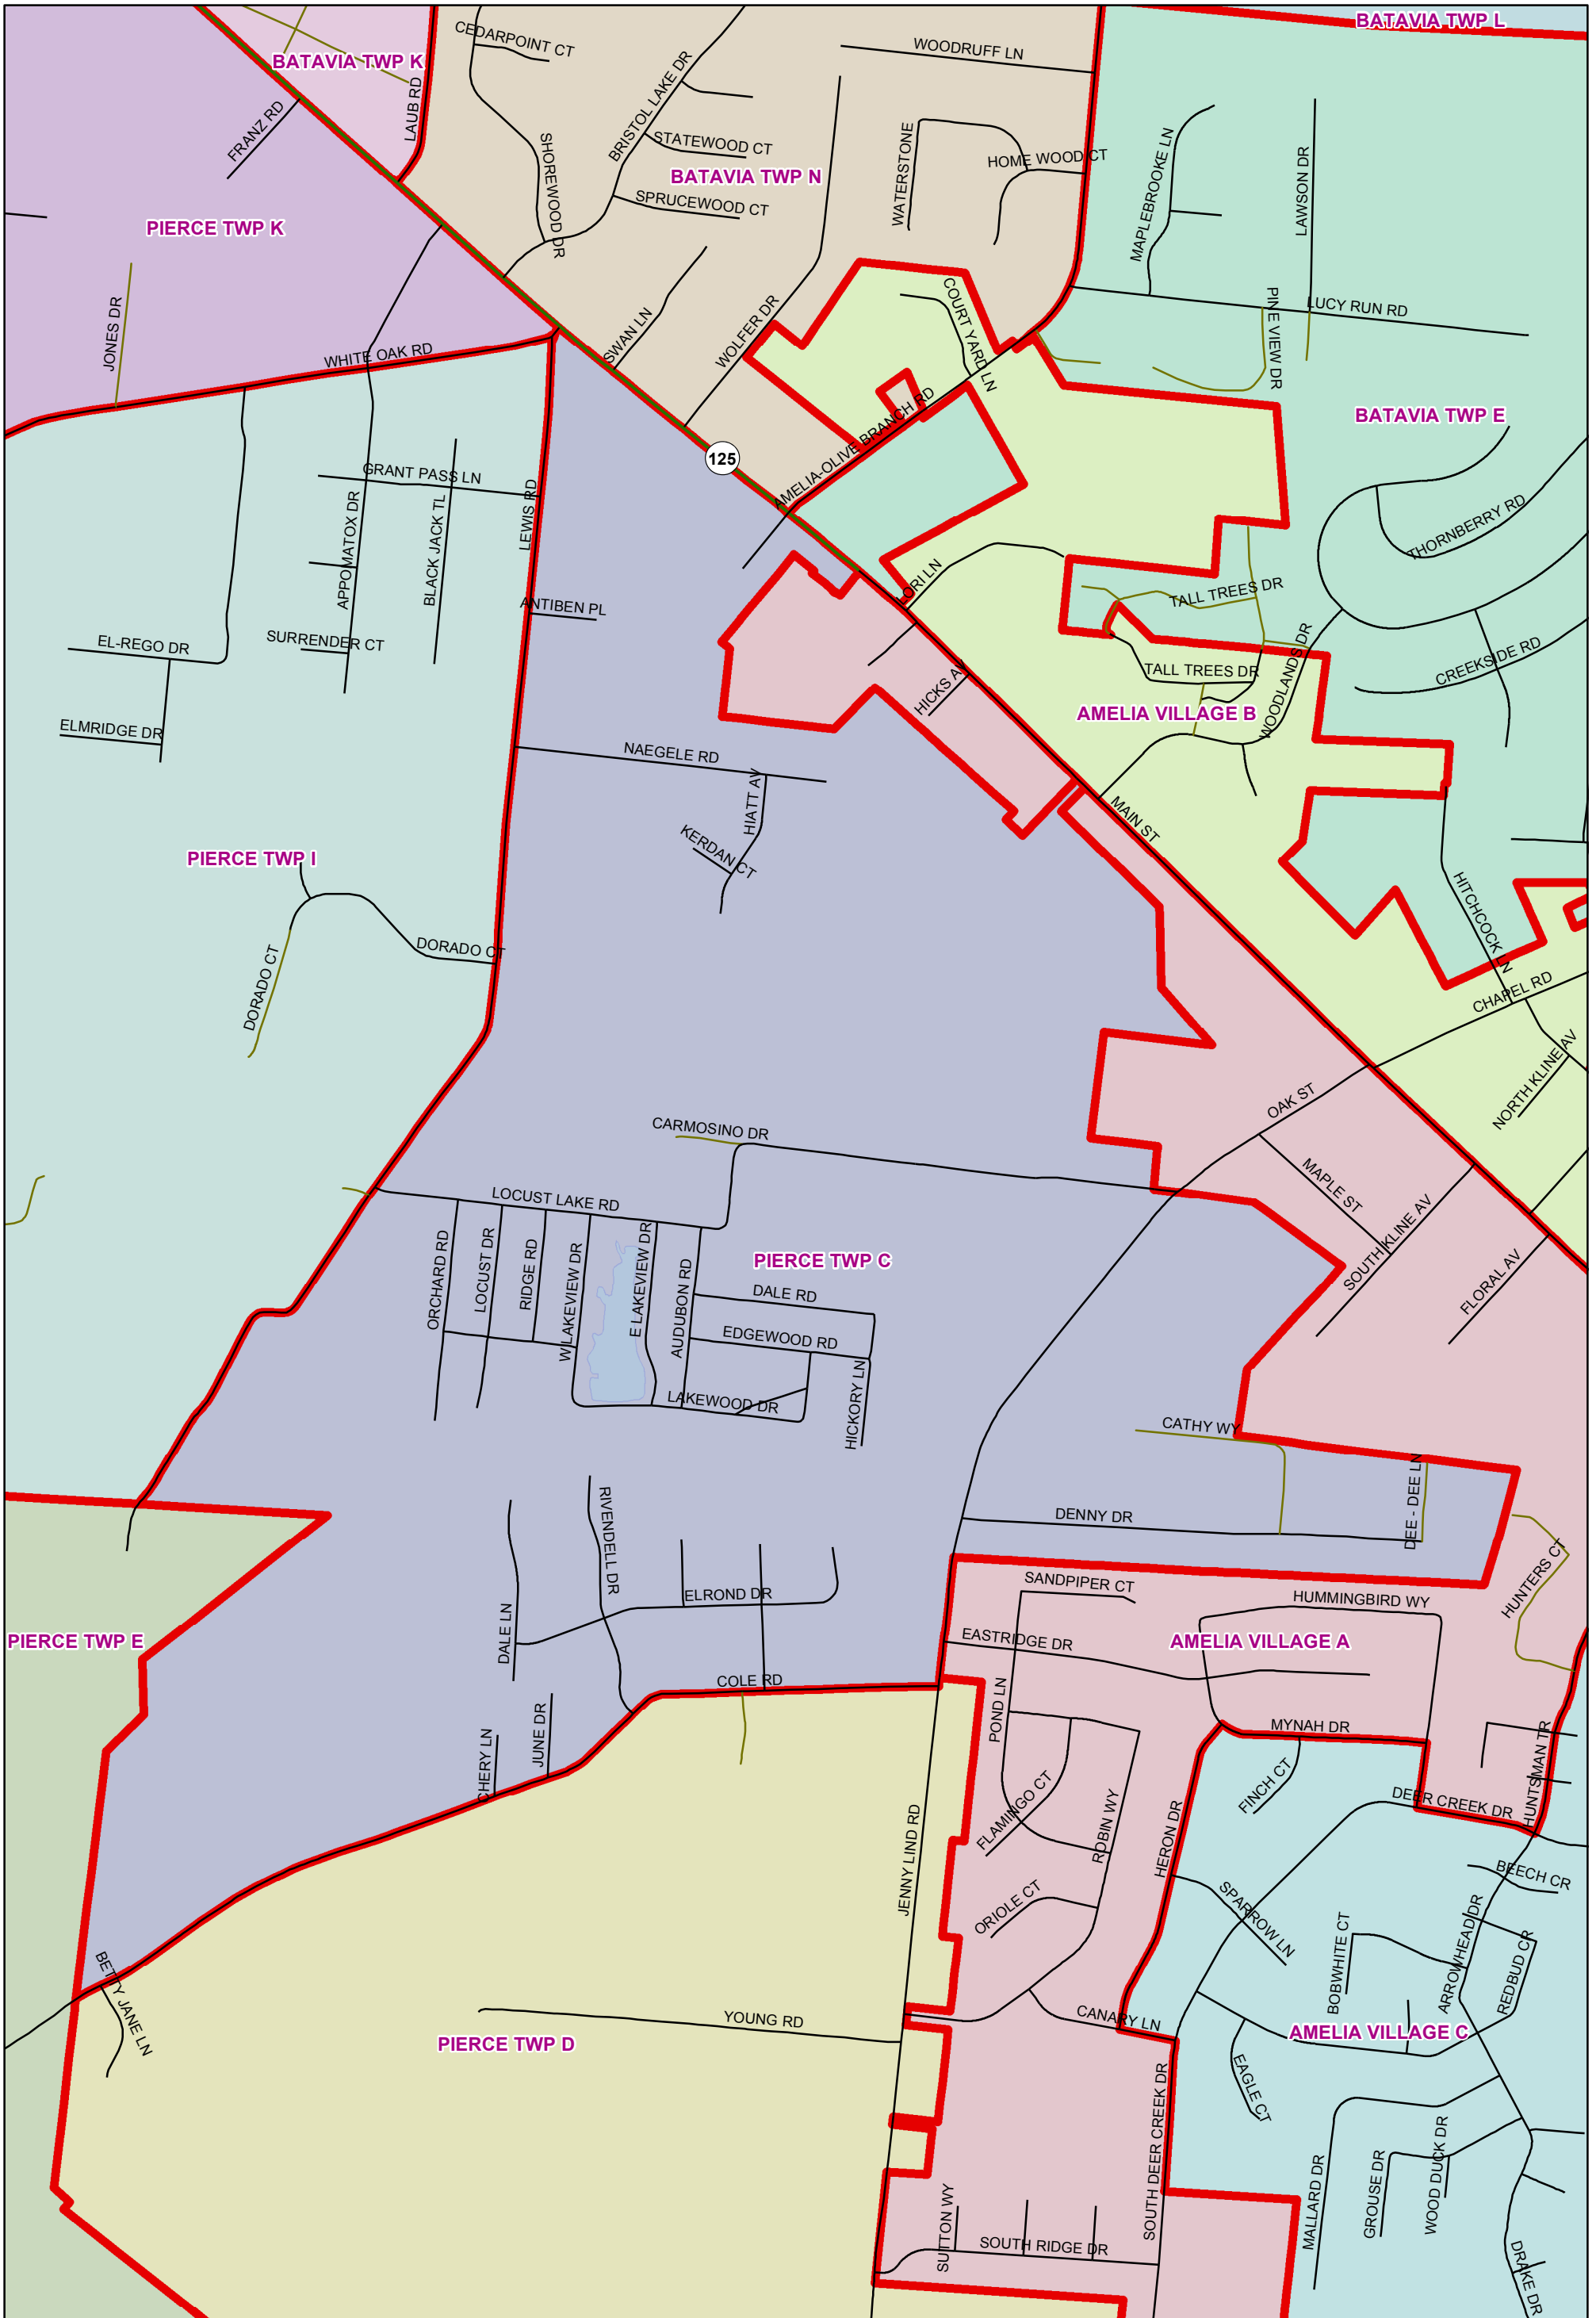 BATAVIA TWP L
CEDARPOINT CT
WOODRUFF LN
BATAVIA TWP K
LAUB RD
FRANZ RD
BRISTOL LAKE DR
STATEWOOD CT
SHOREWOOD DR
BATAVIA TWP N
SPRUCEWOOD CT
WATERSTONE
HOME WOOD CT
MAPLEBROOKE LN
LAWSON DR
PIERCE TWP K
JONES DR
WHITE OAK RD
SWAN LN
WOLFER DR
COURT YARD LN
PINE VIEW DR
LUCY RUN RD
BATAVIA TWP E
125
AMELIA-OLIVE BRANCH RD
GRANT PASS LN
LEWIS RD
APPOMATOX DR
BLACK JACK TL
THORNBERRY RD
LORI LN
TALL TREES DR
ANTIBEN PL
EL-REGO DR
SURRENDER CT
CREEKSIDE RD
TALL TREES DR
HICKS AV
WOODLANDS DR
AMELIA VILLAGE B
ELMRIDGE DR
NAEGELE RD
HIATT AV
KERDAN CT
MAIN ST
PIERCE TWP I
HITCHCOCK LN
DORADO CT
DORADO CT
CHAPEL RD
NORTH KLINE AV
OAK ST
CARMOSINO DR
MAPLE ST
LOCUST LAKE RD
SOUTH KLINE AV
ORCHARD RD
LOCUST DR
RIDGE RD
W LAKEVIEW DR
E LAKEVIEW DR
AUDUBON RD
PIERCE TWP C
FLORAL AV
DALE RD
EDGEWOOD RD
LAKEWOOD DR
HICKORY LN
CATHY WY
DEE - DEE LN
DENNY DR
RIVENDELL DR
HUNTERS CT
SANDPIPER CT
HUMMINGBIRD WY
ELROND DR
DALE LN
PIERCE TWP E
EASTRIDGE DR
AMELIA VILLAGE A
COLE RD
POND LN
MYNAH DR
JUNE DR
CHERY LN
HUNTSMAN TR
FINCH CT
DEER CREEK DR
FLAMINGO CT
ROBIN WY
HERON DR
JENNY LIND RD
BEECH CR
ORIOLE CT
SPARROW LN
BOBWHITE CT
ARROWHEAD DR
REDBUD CR
BETTY JANE LN
YOUNG RD
CANARY LN
PIERCE TWP D
AMELIA VILLAGE C
EAGLE CT
SOUTH DEER CREEK DR
MALLARD DR
GROUSE DR
WOOD DUCK DR
SUTTON WY
SOUTH RIDGE DR
DRAKE DR